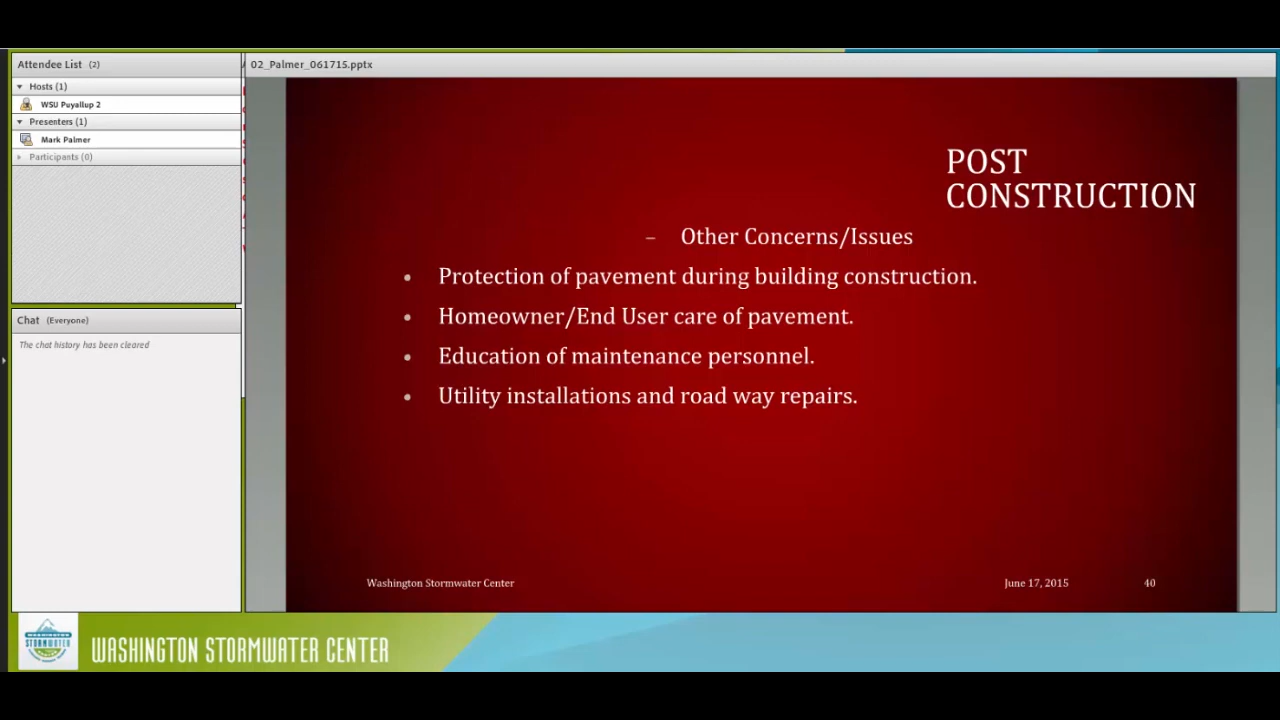 Attendee List (2)
Hosts (1)
WSU Puyallup 2
Presenters (1)
Mark Palmer
Participants (0)
Chat (Everyone)
The chat history has been cleared
02_Palmer_061715.pptx
POST
CONSTRUCTION
– Other Concerns/Issues
• Protection of pavement during building construction.
• Homeowner/End User care of pavement.
• Education of maintenance personnel.
• Utility installations and road way repairs.
Washington Stormwater Center
June 17, 2015
40
WASHINGTON
STORMWATER
WASHINGTON STORMWATER CENTER